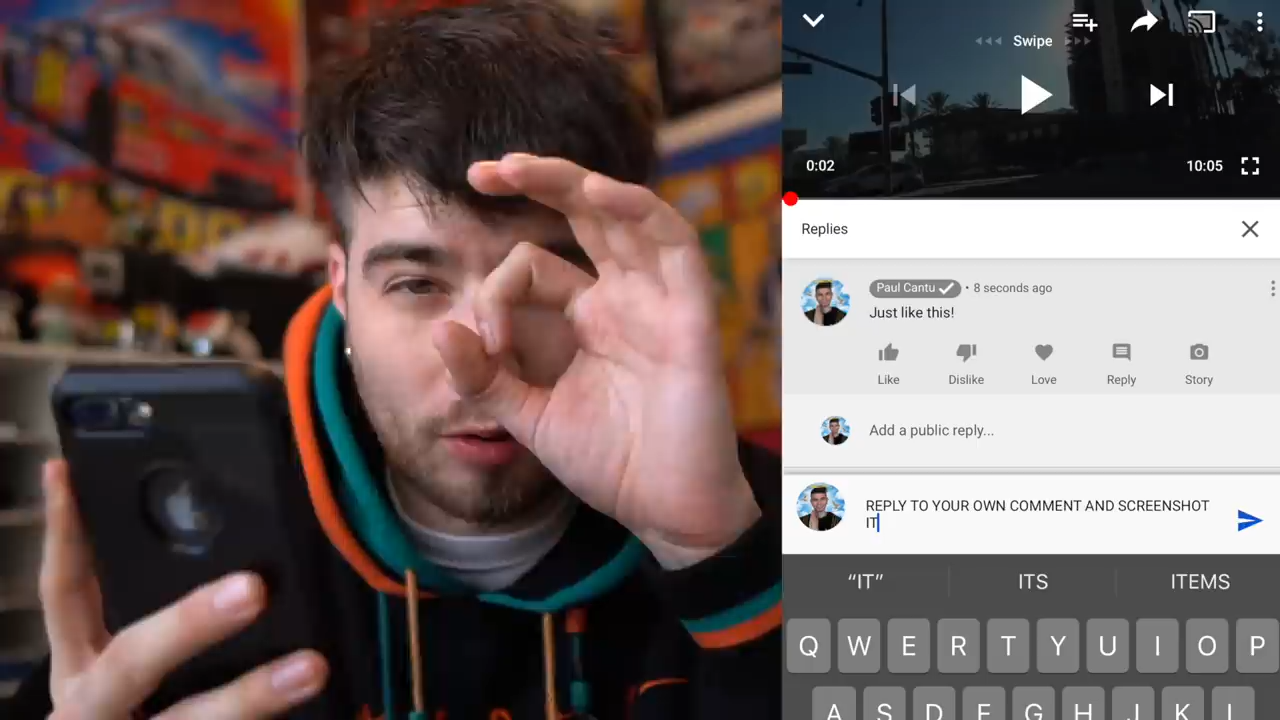 Swipe
0:02
10:05
Replies
Paul Cantu • 8 seconds ago
Just like this!
Like Dislike Love Reply Story
Add a public reply...
REPLY TO YOUR OWN COMMENT AND SCREENSHOT
IT
“IT” ITS ITEMS
Q W E R T Y U I O P
A S D F G H J K L